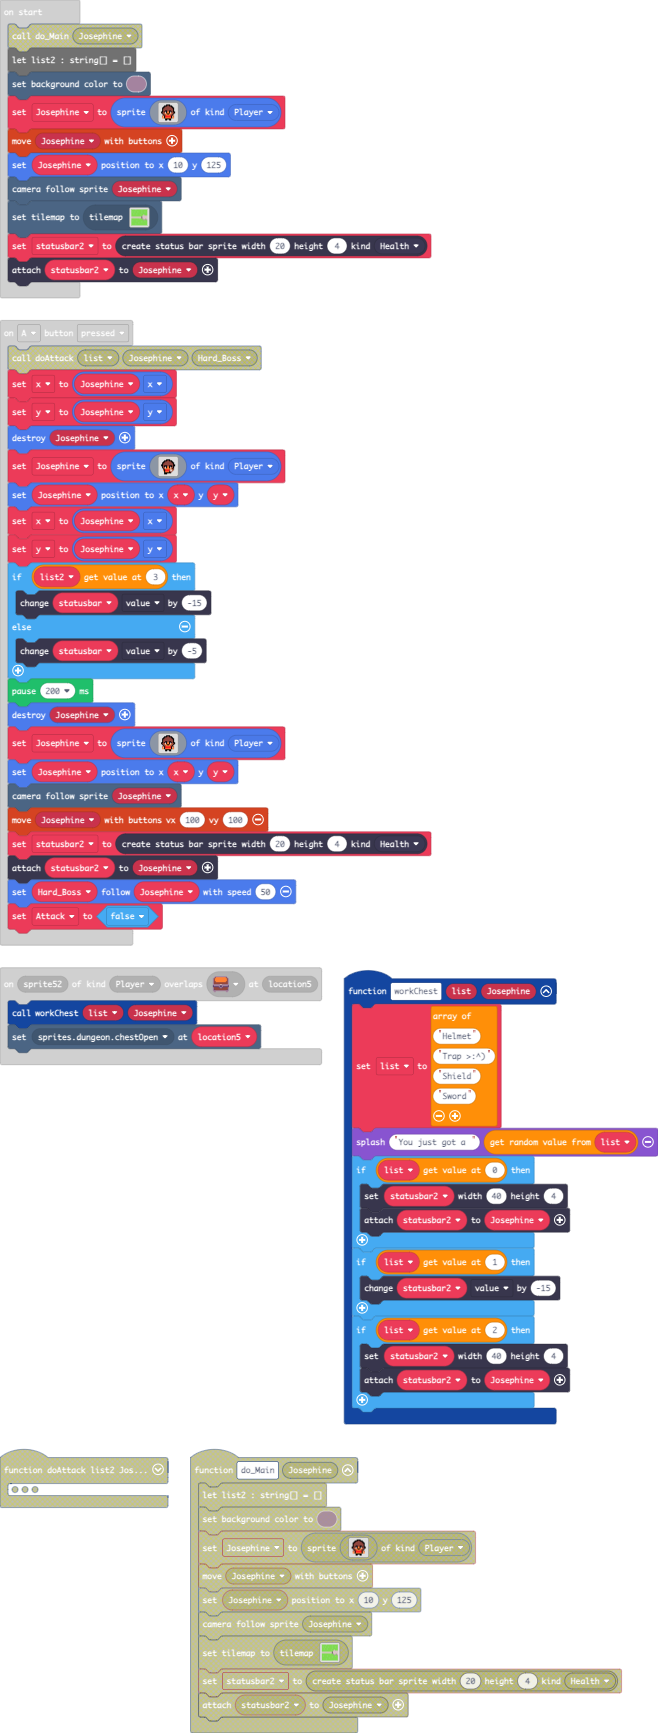 on start
call do_Main Josephine
let list2 : string[] = []
set background color to
set Josephine to sprite of kind Player
move Josephine with buttons
set Josephine position to x 10 y 125
camera follow sprite Josephine
set tilemap to tilemap
set statusbar2 to create status bar sprite width 20 height 4 kind Health
attach statusbar2 to Josephine
on A button pressed
call doAttack list Josephine Hard_Boss
set x to Josephine x
set y to Josephine y
destroy Josephine
set Josephine to sprite of kind Player
set Josephine position to x x y y
set x to Josephine x
set y to Josephine y
if list2 get value at 3 then
change statusbar value by -15
else
change statusbar value by -5
pause 200 ms
destroy Josephine
set Josephine to sprite of kind Player
set Josephine position to x x y y
camera follow sprite Josephine
move Josephine with buttons vx 100 vy 100
set statusbar2 to create status bar sprite width 20 height 4 kind Health
attach statusbar2 to Josephine
set Hard_Boss follow Josephine with speed 50
set Attack to false
on sprite52 of kind Player overlaps at location5
call workChest list Josephine
set sprites.dungeon.chestOpen at location5
function workChest list Josephine
set list to array of
"Helmet"
"Trap >:^)"
"Shield"
"Sword"
splash "You just got a " get random value from list
if list get value at 0 then
set statusbar2 width 40 height 4
attach statusbar2 to Josephine
if list get value at 1 then
change statusbar2 value by -15
if list get value at 2 then
set statusbar2 width 40 height 4
attach statusbar2 to Josephine
function doAttack list2 Jos...
function do_Main Josephine
let list2 : string[] = []
set background color to
set Josephine to sprite of kind Player
move Josephine with buttons
set Josephine position to x 10 y 125
camera follow sprite Josephine
set tilemap to tilemap
set statusbar2 to create status bar sprite width 20 height 4 kind Health
attach statusbar2 to Josephine